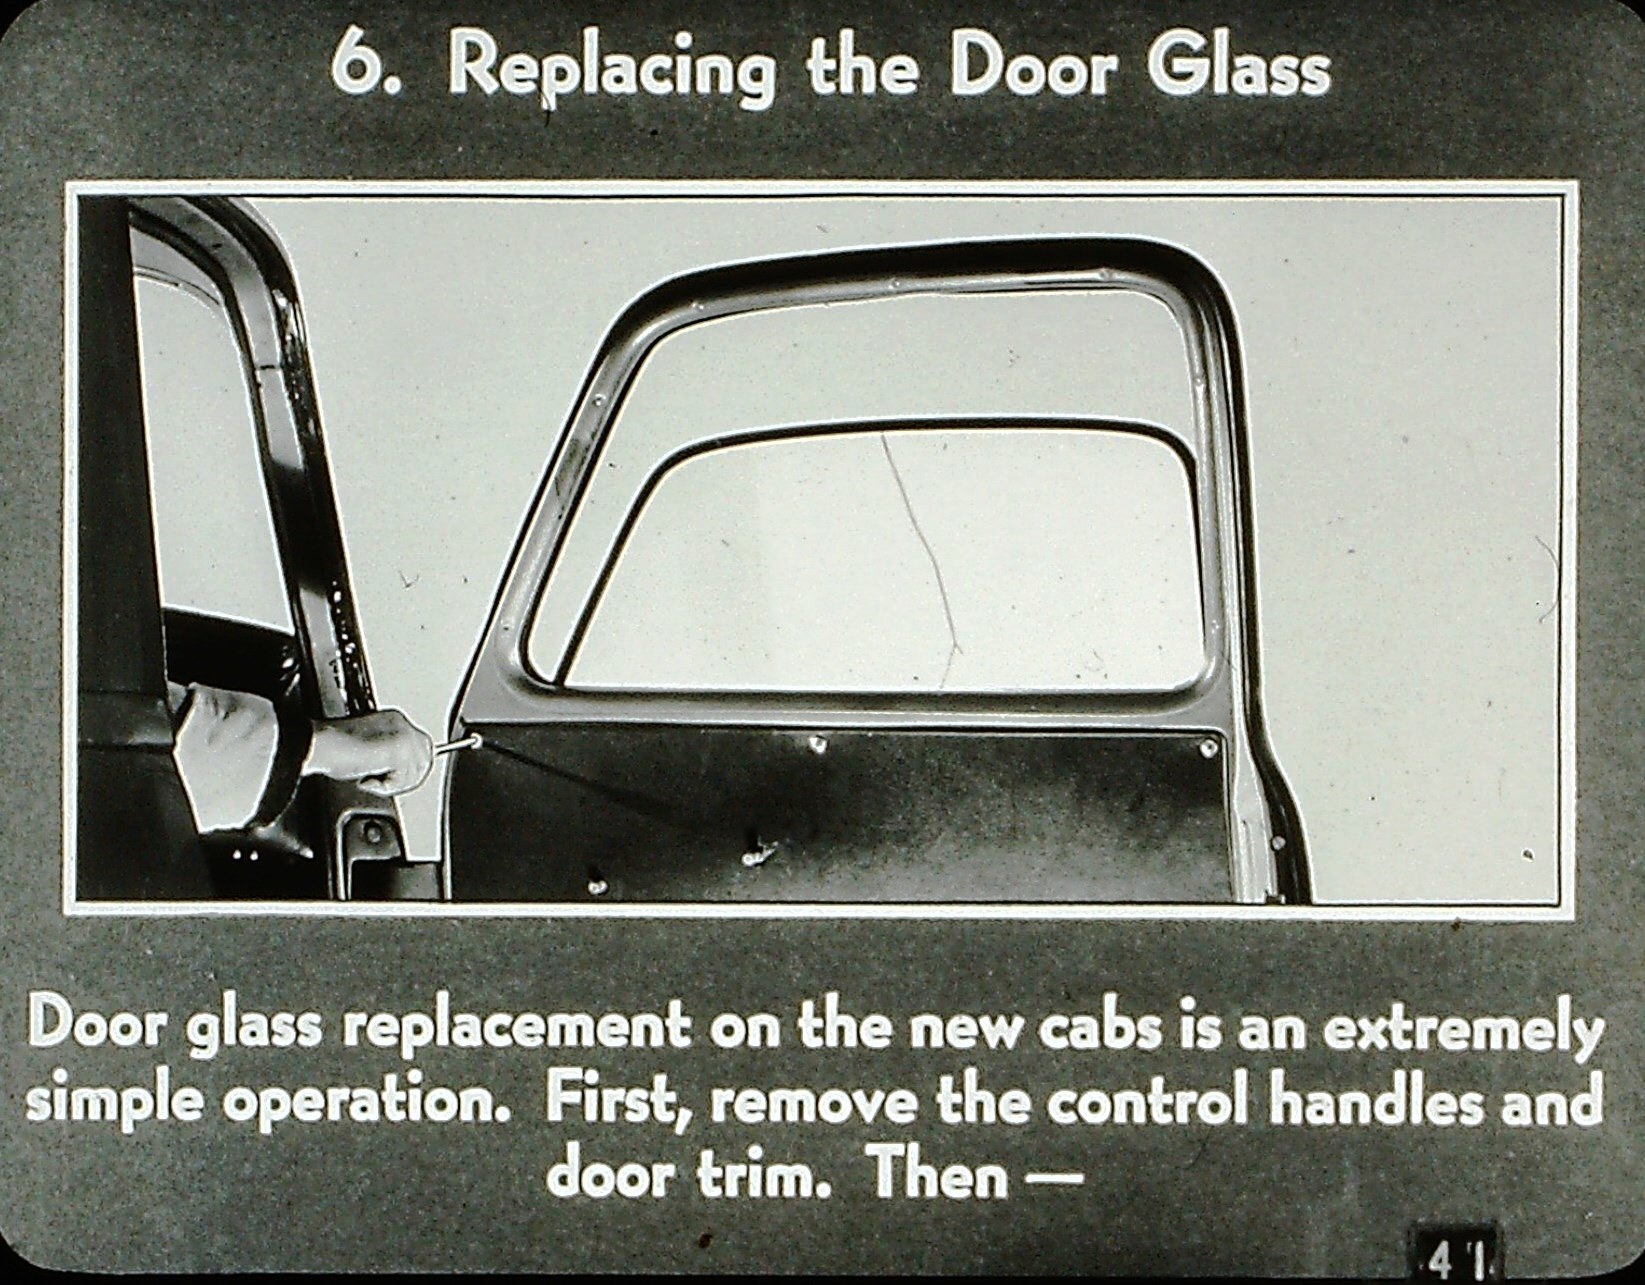 6. Replacing the Door Glass
Door glass replacement on the new cabs is an extremely
simple operation. First, remove the control handles and
door trim. Then —
41